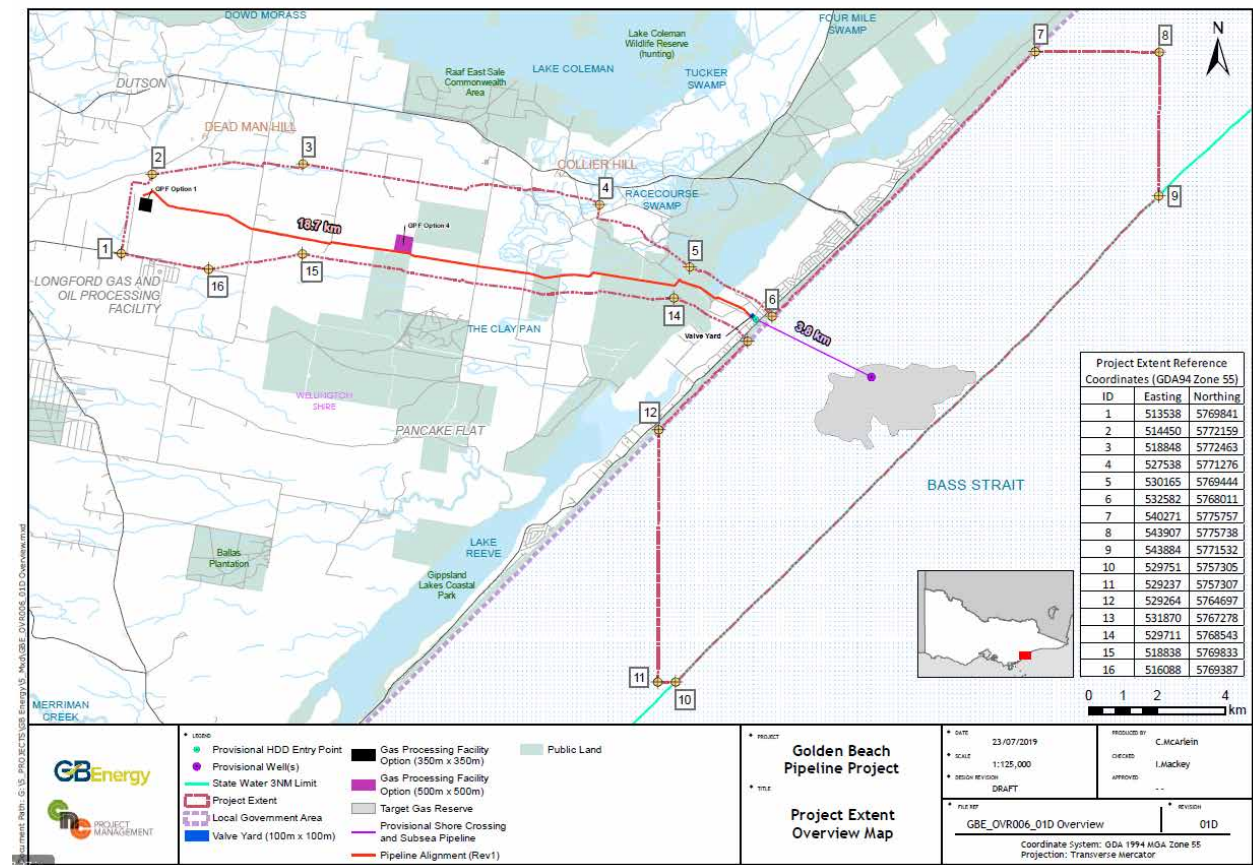 DOWD MORASS
FOUR MILE
SWAMP
N
Lake Coleman
Wildlife Reserve
(hunting)
LAKE COLEMAN
TUCKER
SWAMP
Raaf East Sale
Commonwealth
Area
DUTSON
DEAD MAN HILL
COLLIER HILL
RACECOURSE
SWAMP
7
8
2
3
4
9
GPF Option 1
18.7 km
GPF Option 4
1
16
15
5
6
14
LONGFORD GAS AND
OIL PROCESSING
FACILITY
THE CLAY PAN
Valve Yard
3.8 km
WELLINGTON
SHIRE
PANCAKE FLAT
12
BASS STRAIT
LAKE
REEVE
Ballas
Plantation
Gippsland
Lakes Coastal
Park
11
10
MERRIMAN
CREEK
Project Extent Reference
Coordinates (GDA94 Zone 55)
ID Easting Northing
1 513538 5769841
2 514450 5772159
3 518848 5772463
4 527538 5771276
5 530165 5769444
6 532582 5768011
7 540271 5775757
8 543907 5775738
9 543884 5771532
10 529751 5757305
11 529237 5757307
12 529264 5764697
13 531870 5767278
14 529711 5768543
15 518838 5769833
16 516088 5769387
0 1 2 4
km
GBEnergy
cnc PROJECT
MANAGEMENT
LEGEND
Provisional HDD Entry Point
Provisional Well(s)
State Water 3NM Limit
Project Extent
Local Government Area
Valve Yard (100m x 100m)
Gas Processing Facility
Option (350m x 350m)
Gas Processing Facility
Option (500m x 500m)
Target Gas Reserve
Provisional Shore Crossing
and Subsea Pipeline
Pipeline Alignment (Rev1)
Public Land
PROJECT
Golden Beach
Pipeline Project
TITLE
Project Extent
Overview Map
DATE
23/07/2019
SCALE
1:125,000
DESIGN REVISION
DRAFT
PRODUCED BY
C.McArlein
CHECKED
I.Mackey
APPROVED
- -
FILE REF
GBE_OVR006_01D Overview
REVISION
01D
Coordinate System: GDA 1994 MGA Zone 55
Projection: Transverse Mercator